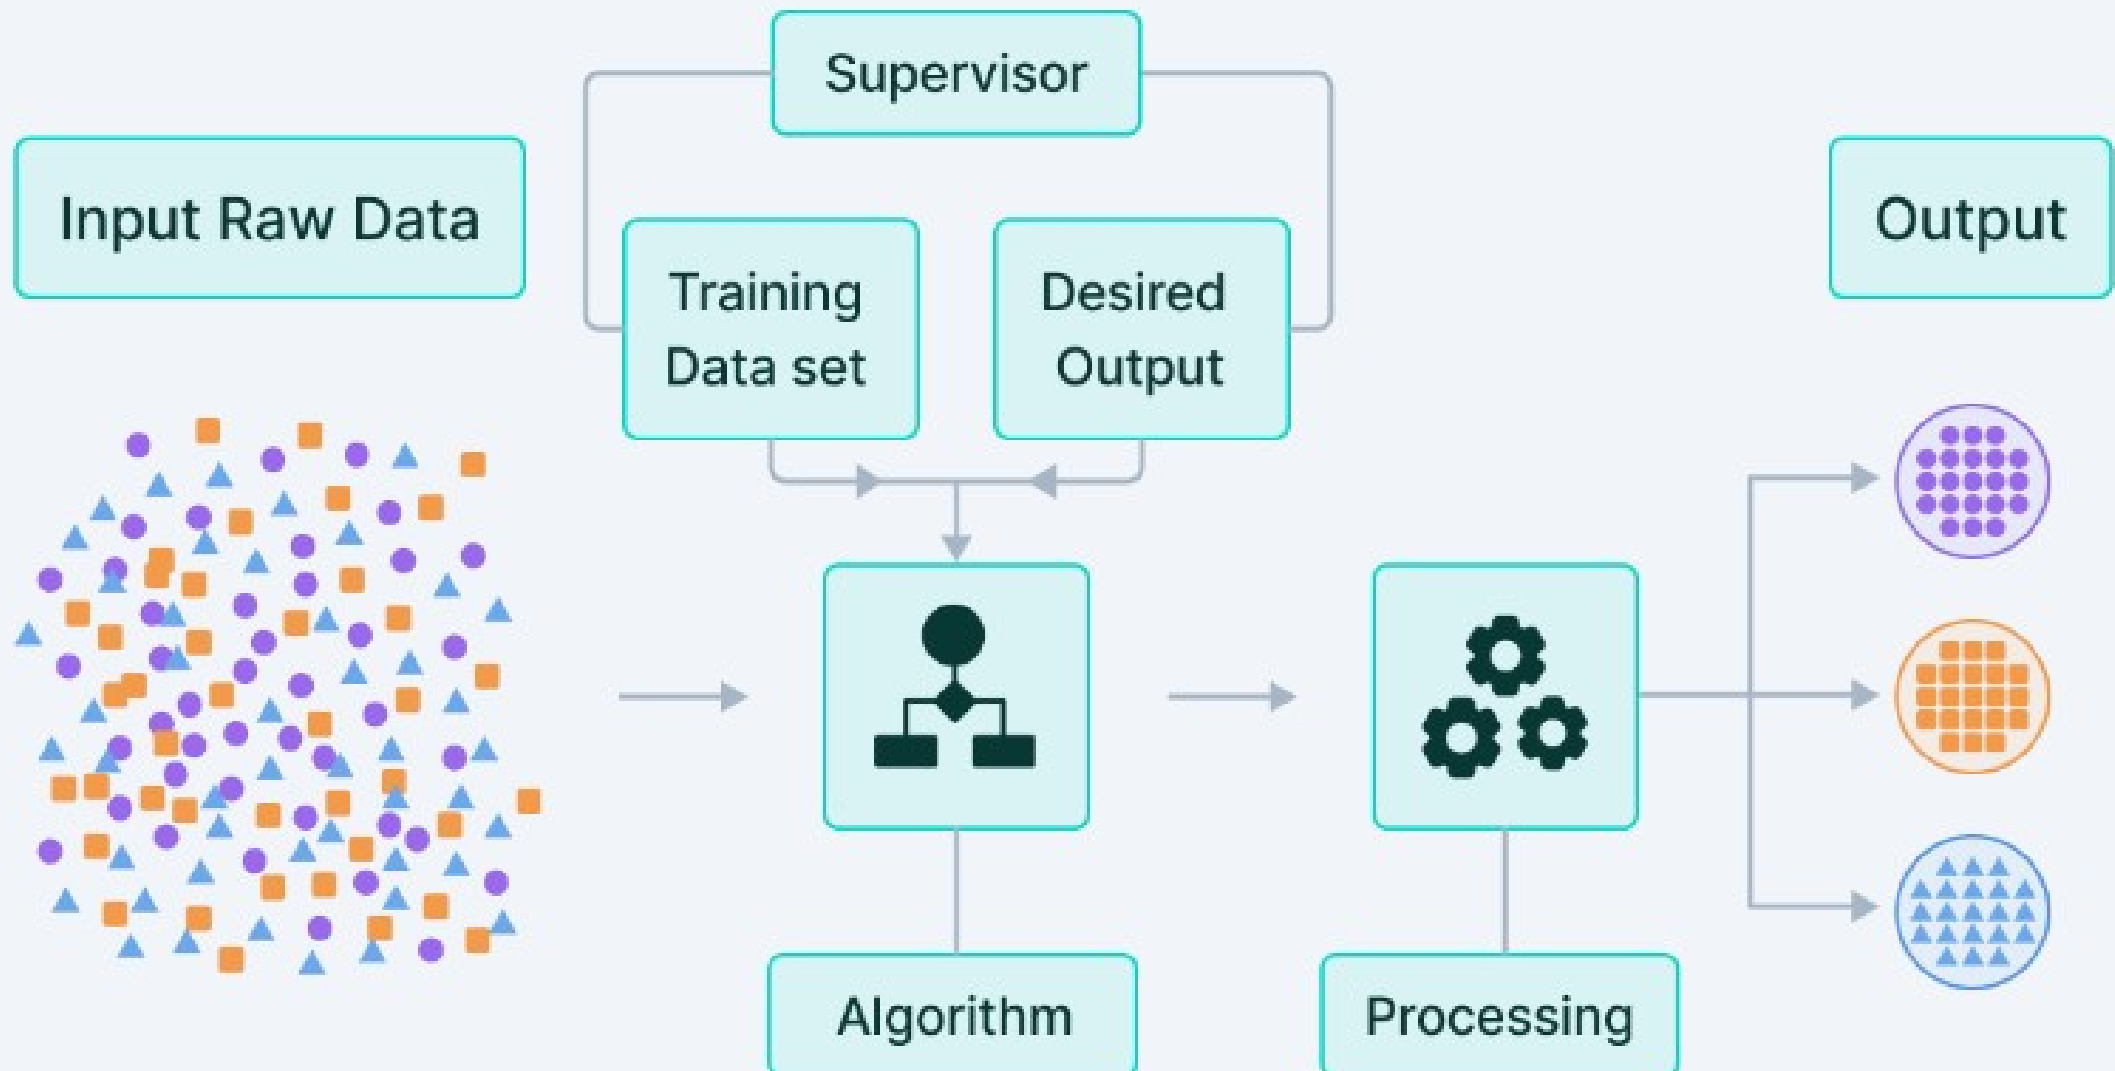 Supervisor
Input Raw Data
Output
Training
Data set
Desired
Output
Algorithm
Processing